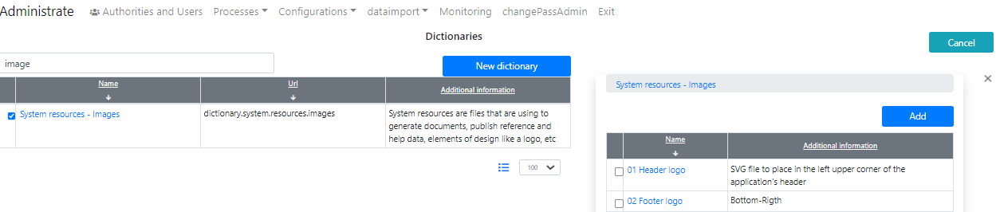 Administrate Authorities and Users Processes Configurations dataimport Monitoring changePassAdmin Exit
Dictionaries
Cancel
image
New dictionary
Name Url Additional information
System resources - Images dictionary.system.resources.images System resources are files that are using to
generate documents, publish reference and
help data, elements of design like a logo, etc
100
System resources - Images
Add
Name Additional information
01 Header logo SVG file to place in the left upper corner of the
application's header
02 Footer logo Bottom-Rigth